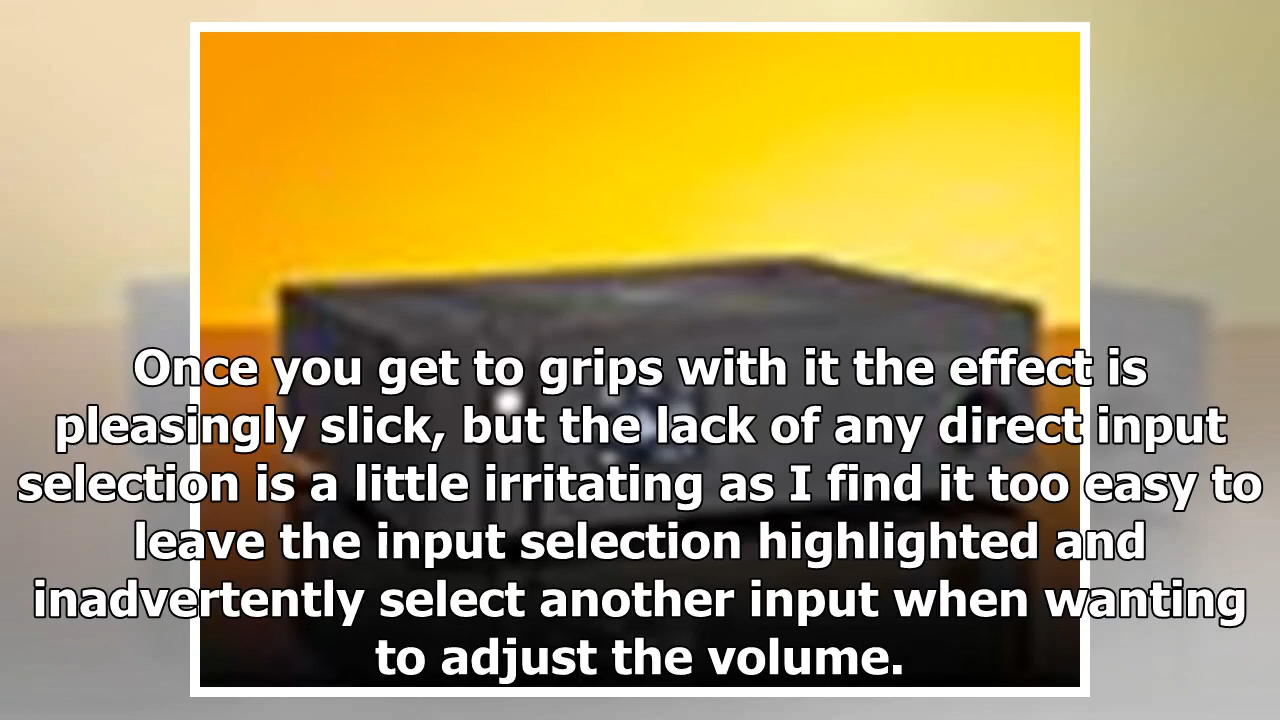 Once you get to grips with it the effect is
pleasingly slick, but the lack of any direct input
selection is a little irritating as I find it too easy to
leave the input selection highlighted and
inadvertently select another input when wanting
to adjust the volume.